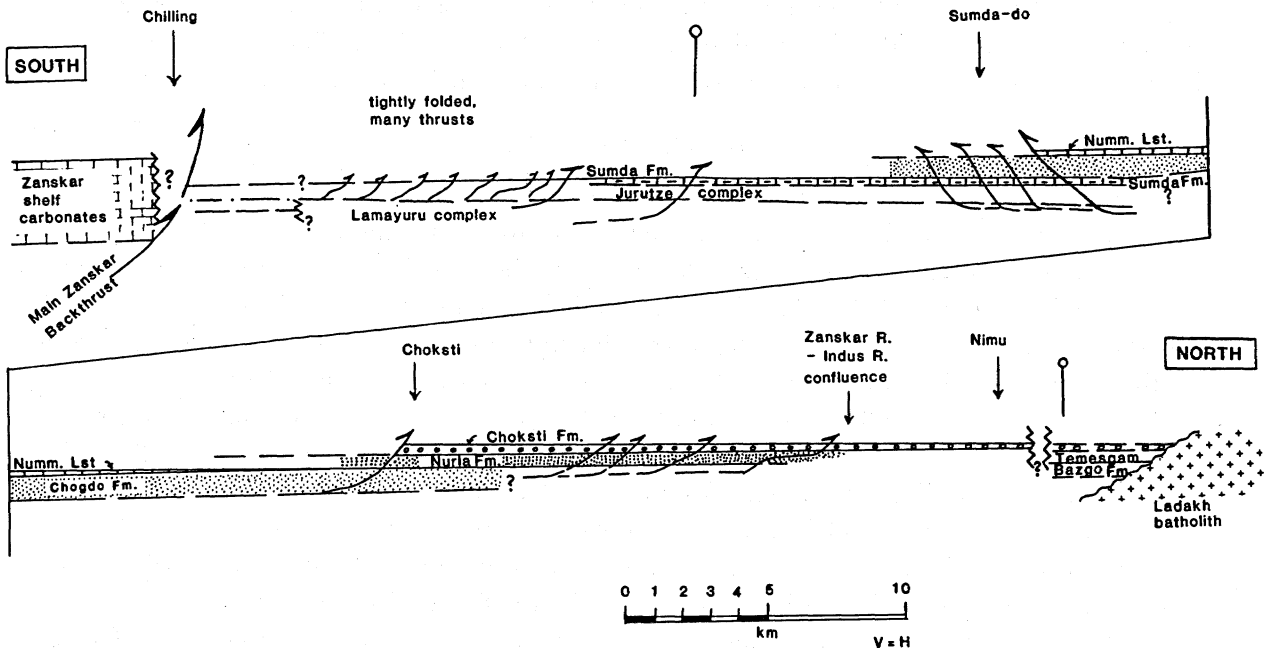 Chilling
Sumda-do
SOUTH
tightly folded,
many thrusts
Numm. Lst.
Zanskar
shelf
carbonates
?
?
Sumda Fm.
Jurutze complex
Sumda Fm.
?
Lamayuru complex
?
Main Zanskar
Backthrust
Choksti
Zanskar R.
- Indus R.
confluence
Nimu
NORTH
Choksti Fm.
Numm. Lst
Nurla Fm.
Chogdo Fm.
?
Temesgam
Bazgo Fm.
?
Ladakh
batholith
0 1 2 3 4 5 10
km
V = H